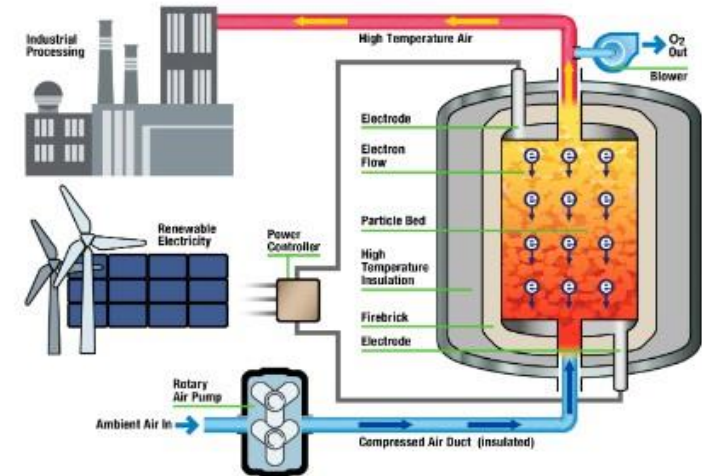 Industrial
Processing
High Temperature Air
O2
Out
Blower
Electrode
Electron
Flow
e e e
Particle Bed
e e e
High
Temperature
Insulation
e e e
Firebrick
e e e
Electrode
Renewable
Electricity
Power
Controller
Rotary
Air Pump
Ambient Air In
Compressed Air Duct (insulated)